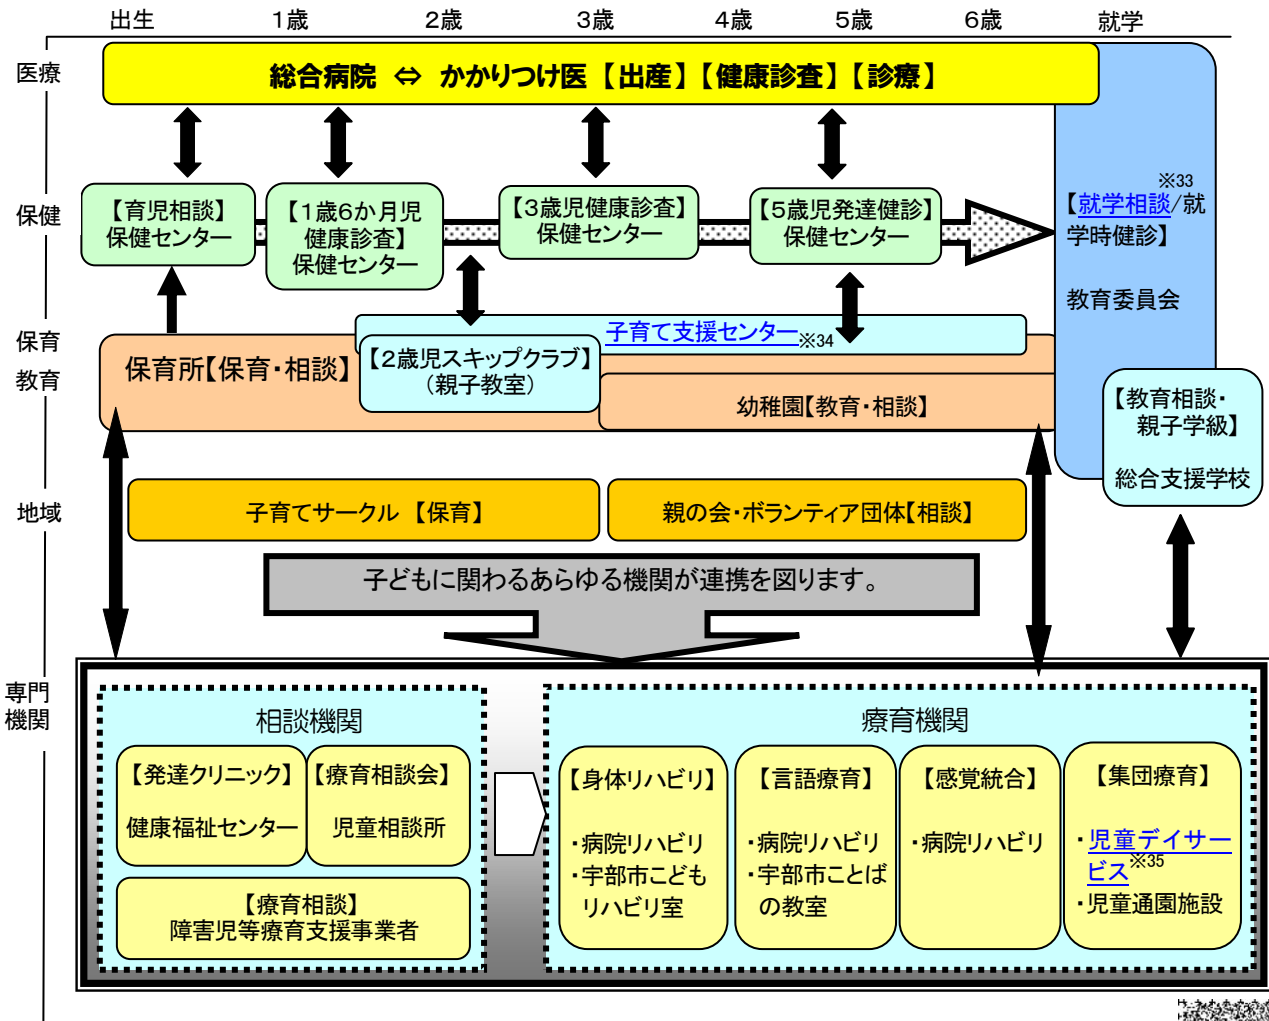 出生 1歳 2歳 3歳 4歳 5歳 6歳 就学
医療
総合病院 ⇔ かかりつけ医【出産】【健康診査】【診療】
保健
【育児相談】
保健センター
【1歳6か月児
健康診査】
保健センター
【3歳児健康診査】
保健センター
【5歳児発達健診】
保健センター
※33
【就学相談/就
学時健診】
教育委員会
保育
教育
子育て支援センター※34
保育所【保育・相談】
【2歳児スキップクラブ】
（親子教室）
幼稚園【教育・相談】
【教育相談・
親子学級】
総合支援学校
地域
子育てサークル 【保育】
親の会・ボランティア団体【相談】
子どもに関わるあらゆる機関が連携を図ります。
専門
機関
相談機関
【発達クリニック】
健康福祉センター
【療育相談会】
児童相談所
【療育相談】
障害児等療育支援事業者
療育機関
【身体リハビリ】
・病院リハビリ
・宇部市こども
リハビリ室
【言語療育】
・病院リハビリ
・宇部市ことば
の教室
【感覚統合】
・病院リハビリ
【集団療育】
・児童デイサー
ビス※35
・児童通園施設